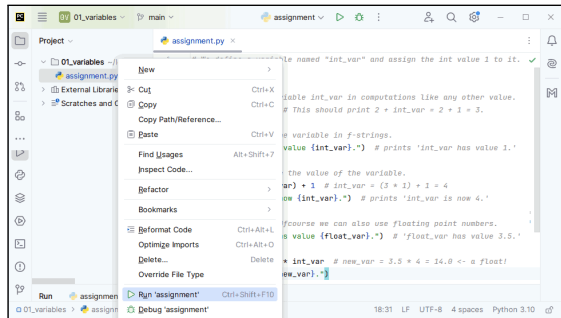 PC
DV 01_variables
main
assignment
Project
assignment.py
01_variables
assignment.py
External Librarie
Scratches and C
New
Cut Ctrl+X
Copy Ctrl+C
Copy Path/Reference...
Paste Ctrl+V
Find Usages Alt+Shift+7
Inspect Code...
Refactor
Bookmarks
Reformat Code Ctrl+Alt+L
Optimize Imports Ctrl+Alt+O
Delete... Delete
Override File Type
Run 'assignment' Ctrl+Shift+F10
Debug 'assignment'
ble named "int_var" and assign the int value 1 to it.
iable int_var in computations like any other value.
# This should print 2 + int_var = 2 + 1 = 3.
e variable in f-strings.
value {int_var}.") # prints 'int_var has value 1.'
the value of the variable.
ar) + 1 # int_var = (3 * 1) + 1 = 4
ow {int_var}.") # prints 'int_var is now 4.'
fcourse we can also use floating point numbers.
s value {float_var}.") # 'float_var has value 3.5.'
* int_var # new_var = 3.5 * 4 = 14.0 <- a float!
ew_var}.")
Run assignmen
01_variables assignm
18:31 LF UTF-8 4 spaces Python 3.10